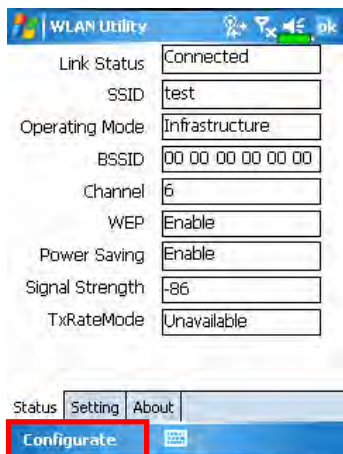 WLAN Utility ok
Link Status Connected
SSID test
Operating Mode Infrastructure
BSSID 00 00 00 00 00 00
Channel 6
WEP Enable
Power Saving Enable
Signal Strength -86
TxRateMode Unavailable
Status Setting About
Configurate